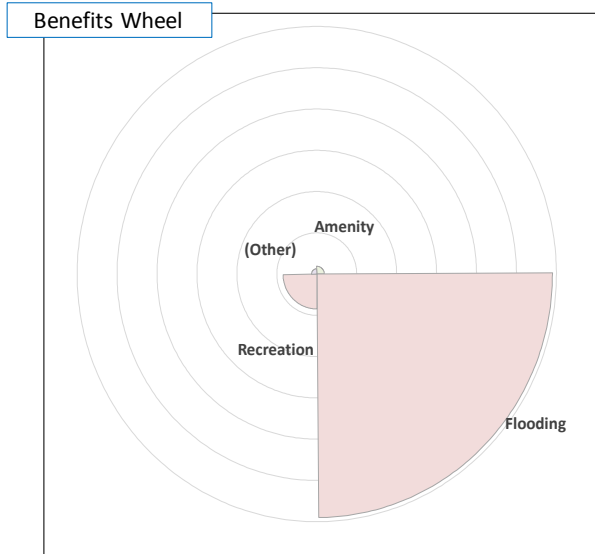 Benefits Wheel
Amenity
(Other)
Recreation
Flooding